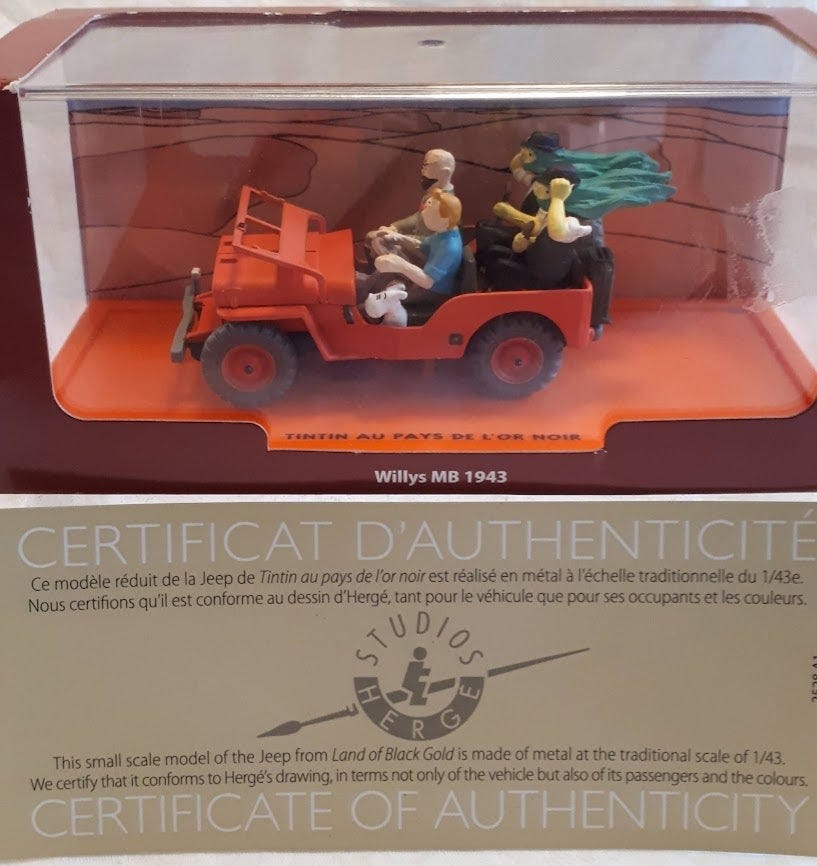 TINTIN AU PAYS DE L'OR NOIR
Willys MB 1943
CERTIFICAT D'AUTHENTICITÉ
Ce modèle réduit de la Jeep de Tintin au pays de l'or noir est réalisé en métal à l'échelle traditionnelle du 1/43e.
Nous certifions qu'il est conforme au dessin d'Hergé, tant pour le véhicule que pour ses occupants et les couleurs.
STUDIOS
HERGÉ
This small scale model of the Jeep from Land of Black Gold is made of metal at the traditional scale of 1/43.
We certify that it conforms to Hergé's drawing, in terms not only of the vehicle but also of its passengers and the colours.
CERTIFICATE OF AUTHENTICITY